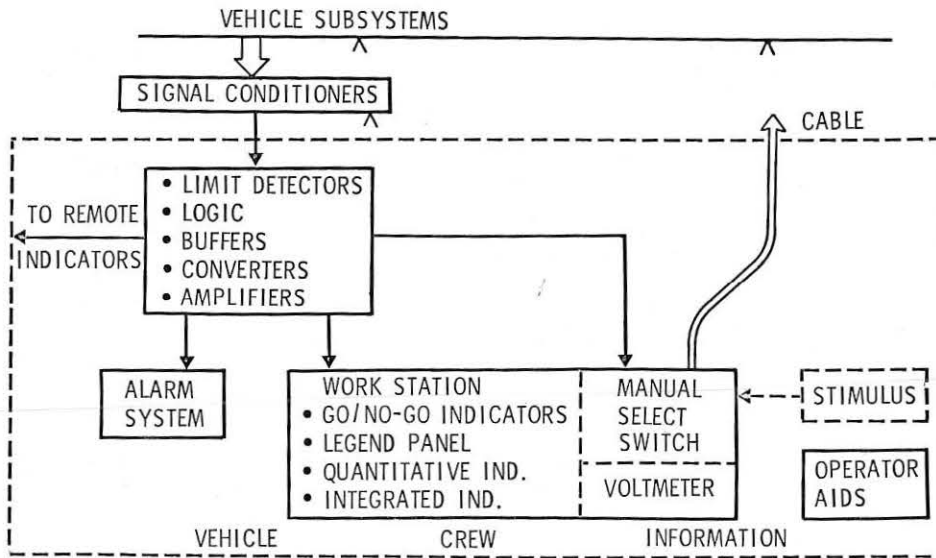 VEHICLE SUBSYSTEMS
SIGNAL CONDITIONERS
CABLE
• LIMIT DETECTORS
• LOGIC
• BUFFERS
• CONVERTERS
• AMPLIFIERS
TO REMOTE
INDICATORS
ALARM
SYSTEM
WORK STATION
• GO/NO-GO INDICATORS
• LEGEND PANEL
• QUANTITATIVE IND.
• INTEGRATED IND.
MANUAL
SELECT
SWITCH
VOLTMETER
STIMULUS
OPERATOR
AIDS
VEHICLE CREW INFORMATION